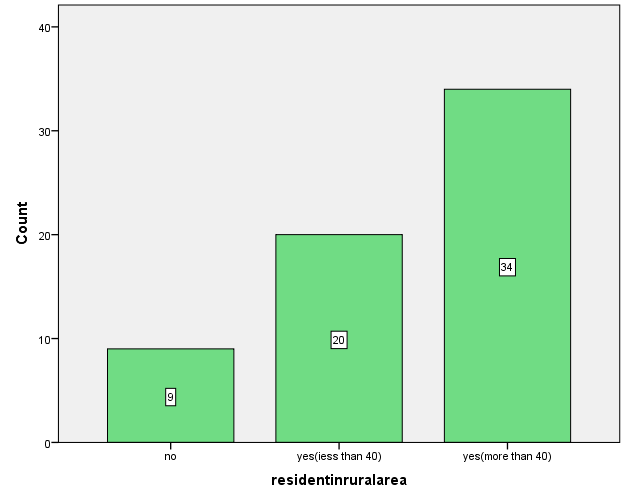 40
30
20
10
0
Count
9
20
34
no
yes(iess than 40)
yes(more than 40)
residentinruralarea